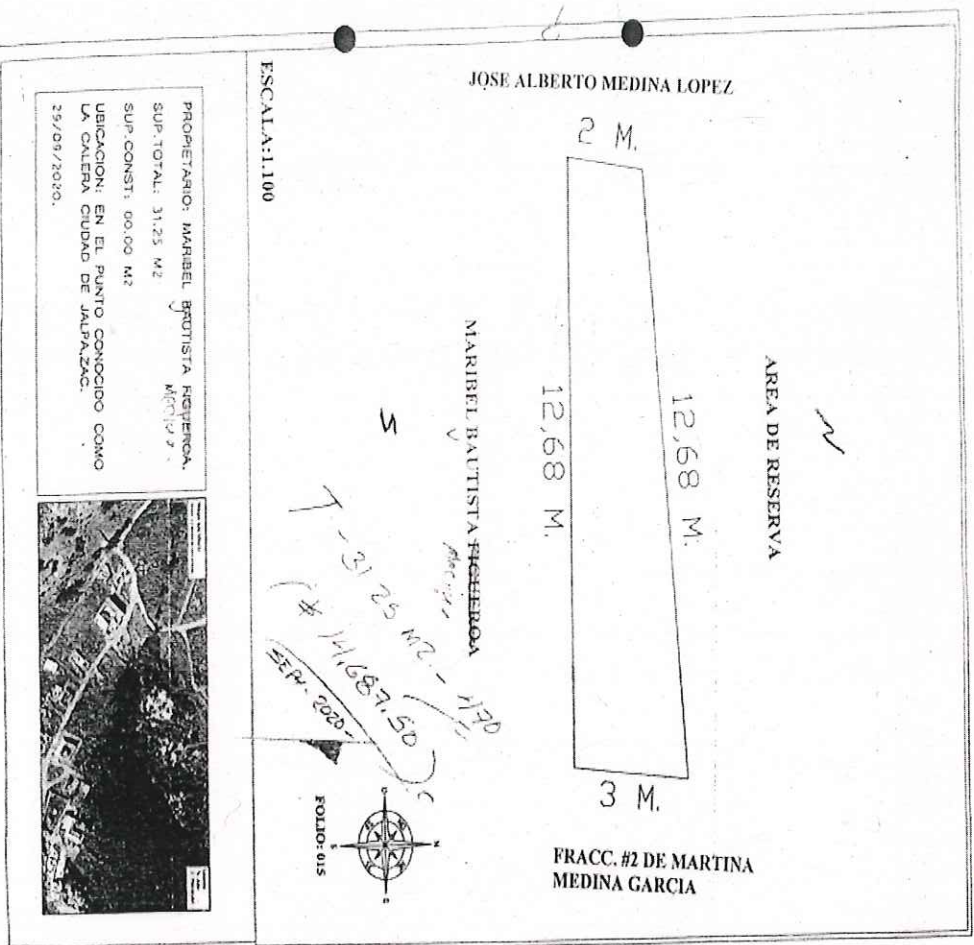 JOSE ALBERTO MEDINA LOPEZ
2 M.
AREA DE RESERVA
N
12,68 M.
12,68 M.
MARIBEL BAUTISTA FIGUEROA
S
3 M.
FRACC. #2 DE MARTINA
MEDINA GARCIA
T - 31 25 M2 - 470
($ 14,687.50)
SEPT. - 2020 -
N
S
FOLIO: 015
ESCALA:1.100
PROPIETARIO: MARIBEL BAUTISTA FIGUEROA.
SUP. TOTAL: 31.25 M2
SUP. CONST: 00.00 M2
UBICACION: EN EL PUNTO CONOCIDO COMO
LA CALERA CIUDAD DE JALPA,ZAC.
29/09/2020.